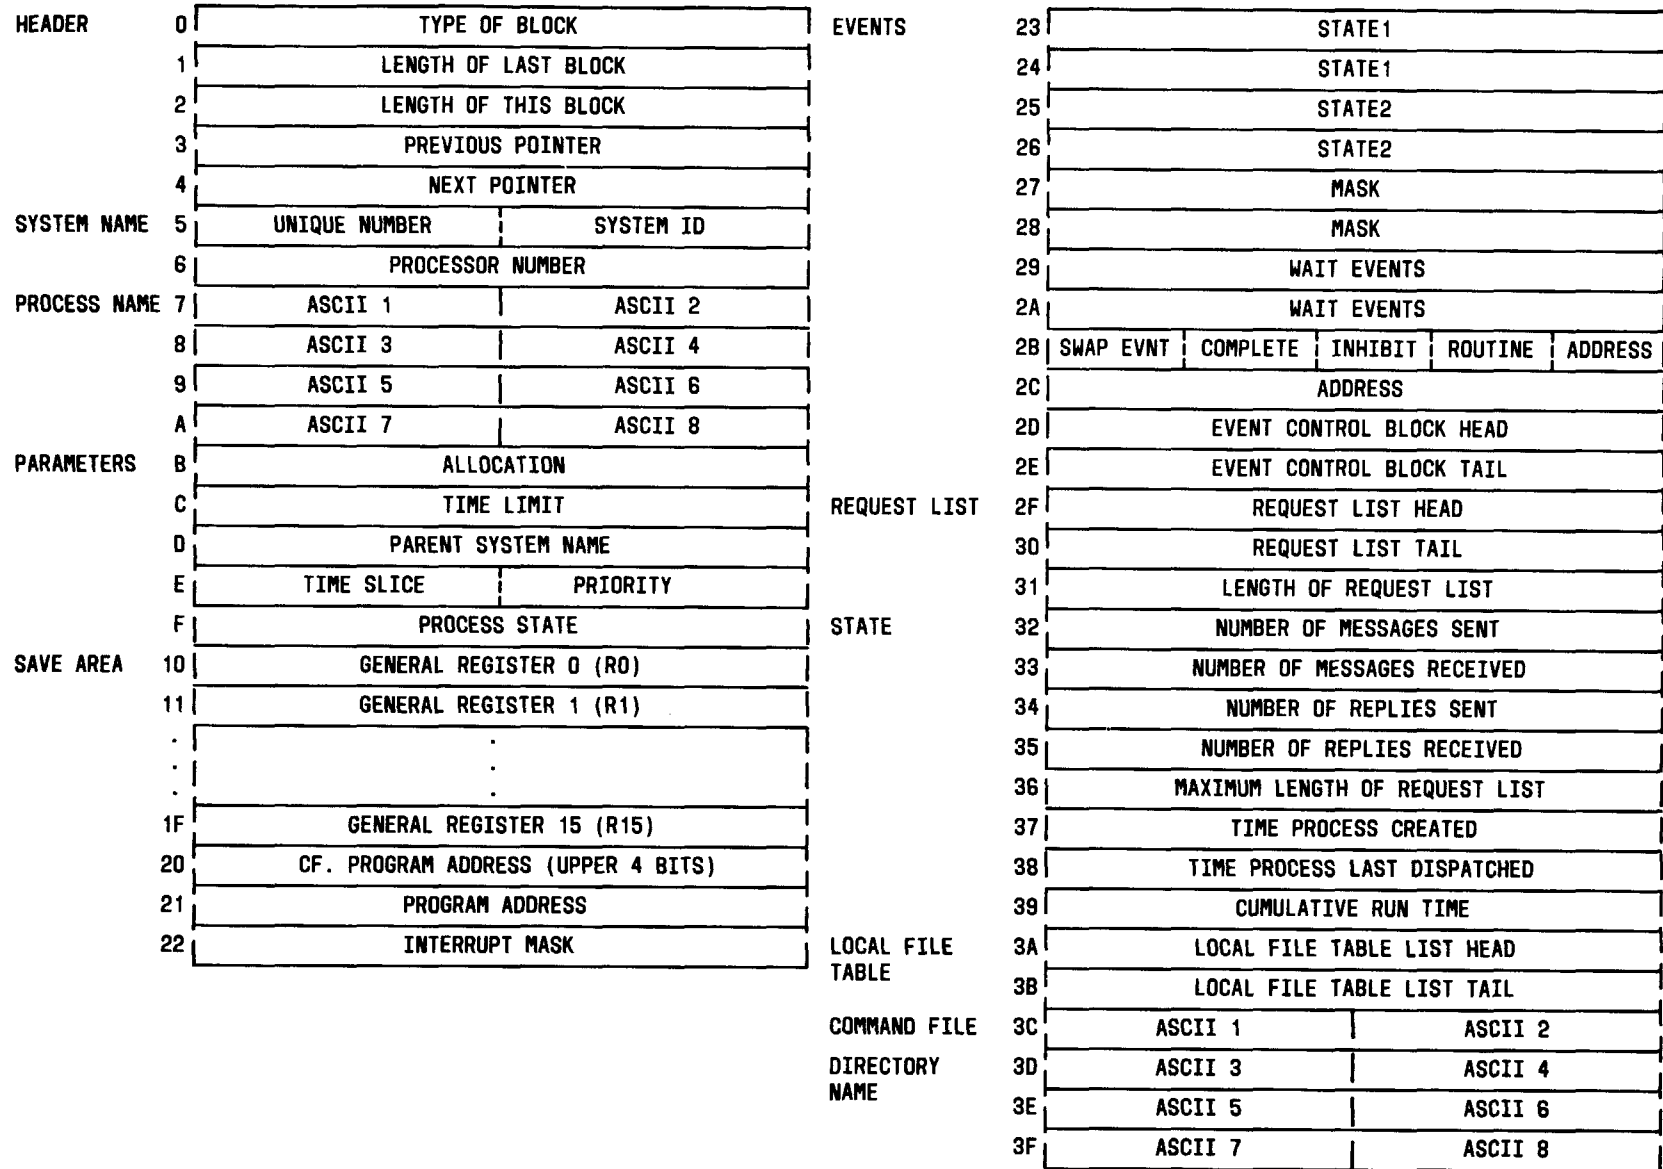 HEADER 0 TYPE OF BLOCK
1 LENGTH OF LAST BLOCK
2 LENGTH OF THIS BLOCK
3 PREVIOUS POINTER
4 NEXT POINTER
SYSTEM NAME 5 UNIQUE NUMBER SYSTEM ID
6 PROCESSOR NUMBER
PROCESS NAME 7 ASCII 1 ASCII 2
8 ASCII 3 ASCII 4
9 ASCII 5 ASCII 6
A ASCII 7 ASCII 8
PARAMETERS B ALLOCATION
C TIME LIMIT
D PARENT SYSTEM NAME
E TIME SLICE PRIORITY
F PROCESS STATE
SAVE AREA 10 GENERAL REGISTER 0 (R0)
11 GENERAL REGISTER 1 (R1)
. .
. .
. .
1F GENERAL REGISTER 15 (R15)
20 CF. PROGRAM ADDRESS (UPPER 4 BITS)
21 PROGRAM ADDRESS
22 INTERRUPT MASK
EVENTS 23 STATE1
24 STATE1
25 STATE2
26 STATE2
27 MASK
28 MASK
29 WAIT EVENTS
2A WAIT EVENTS
2B SWAP EVNT COMPLETE INHIBIT ROUTINE ADDRESS
2C ADDRESS
2D EVENT CONTROL BLOCK HEAD
2E EVENT CONTROL BLOCK TAIL
REQUEST LIST 2F REQUEST LIST HEAD
30 REQUEST LIST TAIL
31 LENGTH OF REQUEST LIST
STATE 32 NUMBER OF MESSAGES SENT
33 NUMBER OF MESSAGES RECEIVED
34 NUMBER OF REPLIES SENT
35 NUMBER OF REPLIES RECEIVED
36 MAXIMUM LENGTH OF REQUEST LIST
37 TIME PROCESS CREATED
38 TIME PROCESS LAST DISPATCHED
39 CUMULATIVE RUN TIME
LOCAL FILE 3A LOCAL FILE TABLE LIST HEAD
TABLE
3B LOCAL FILE TABLE LIST TAIL
COMMAND FILE 3C ASCII 1 ASCII 2
DIRECTORY 3D ASCII 3 ASCII 4
NAME
3E ASCII 5 ASCII 6
3F ASCII 7 ASCII 8